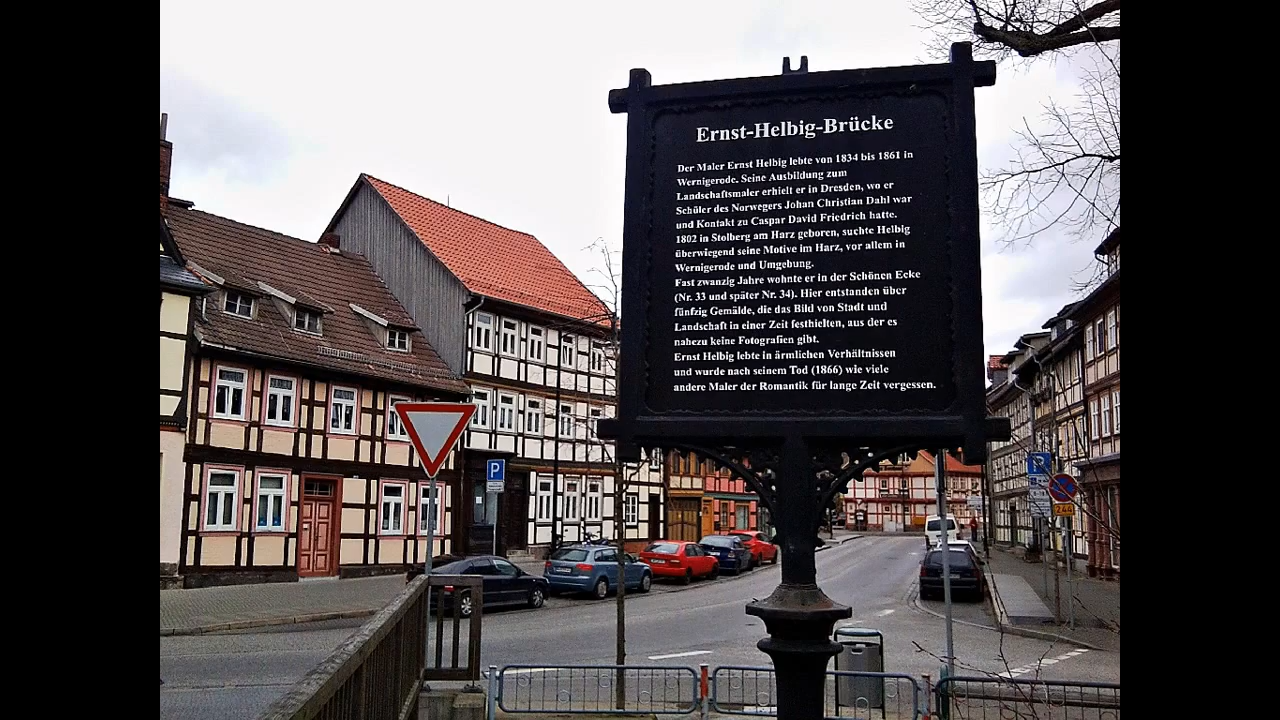 Ernst-Helbig-Brücke
Der Maler Ernst Helbig lebte von 1834 bis 1861 in
Wernigerode. Seine Ausbildung zum
Landschaftsmaler erhielt er in Dresden, wo er
Schüler des Norwegers Johan Christian Dahl war
und Kontakt zu Caspar David Friedrich hatte.
1802 in Stolberg am Harz geboren, suchte Helbig
überwiegend seine Motive im Harz, vor allem in
Wernigerode und Umgebung.
Fast zwanzig Jahre wohnte er in der Schönen Ecke
(Nr. 33 und später Nr. 34). Hier entstanden über
fünfzig Gemälde, die das Bild von Stadt und
Landschaft in einer Zeit festhielten, aus der es
nahezu keine Fotografien gibt.
Ernst Helbig lebte in ärmlichen Verhältnissen
und wurde nach seinem Tod (1866) wie viele
andere Maler der Romantik für lange Zeit vergessen.
P
P
244